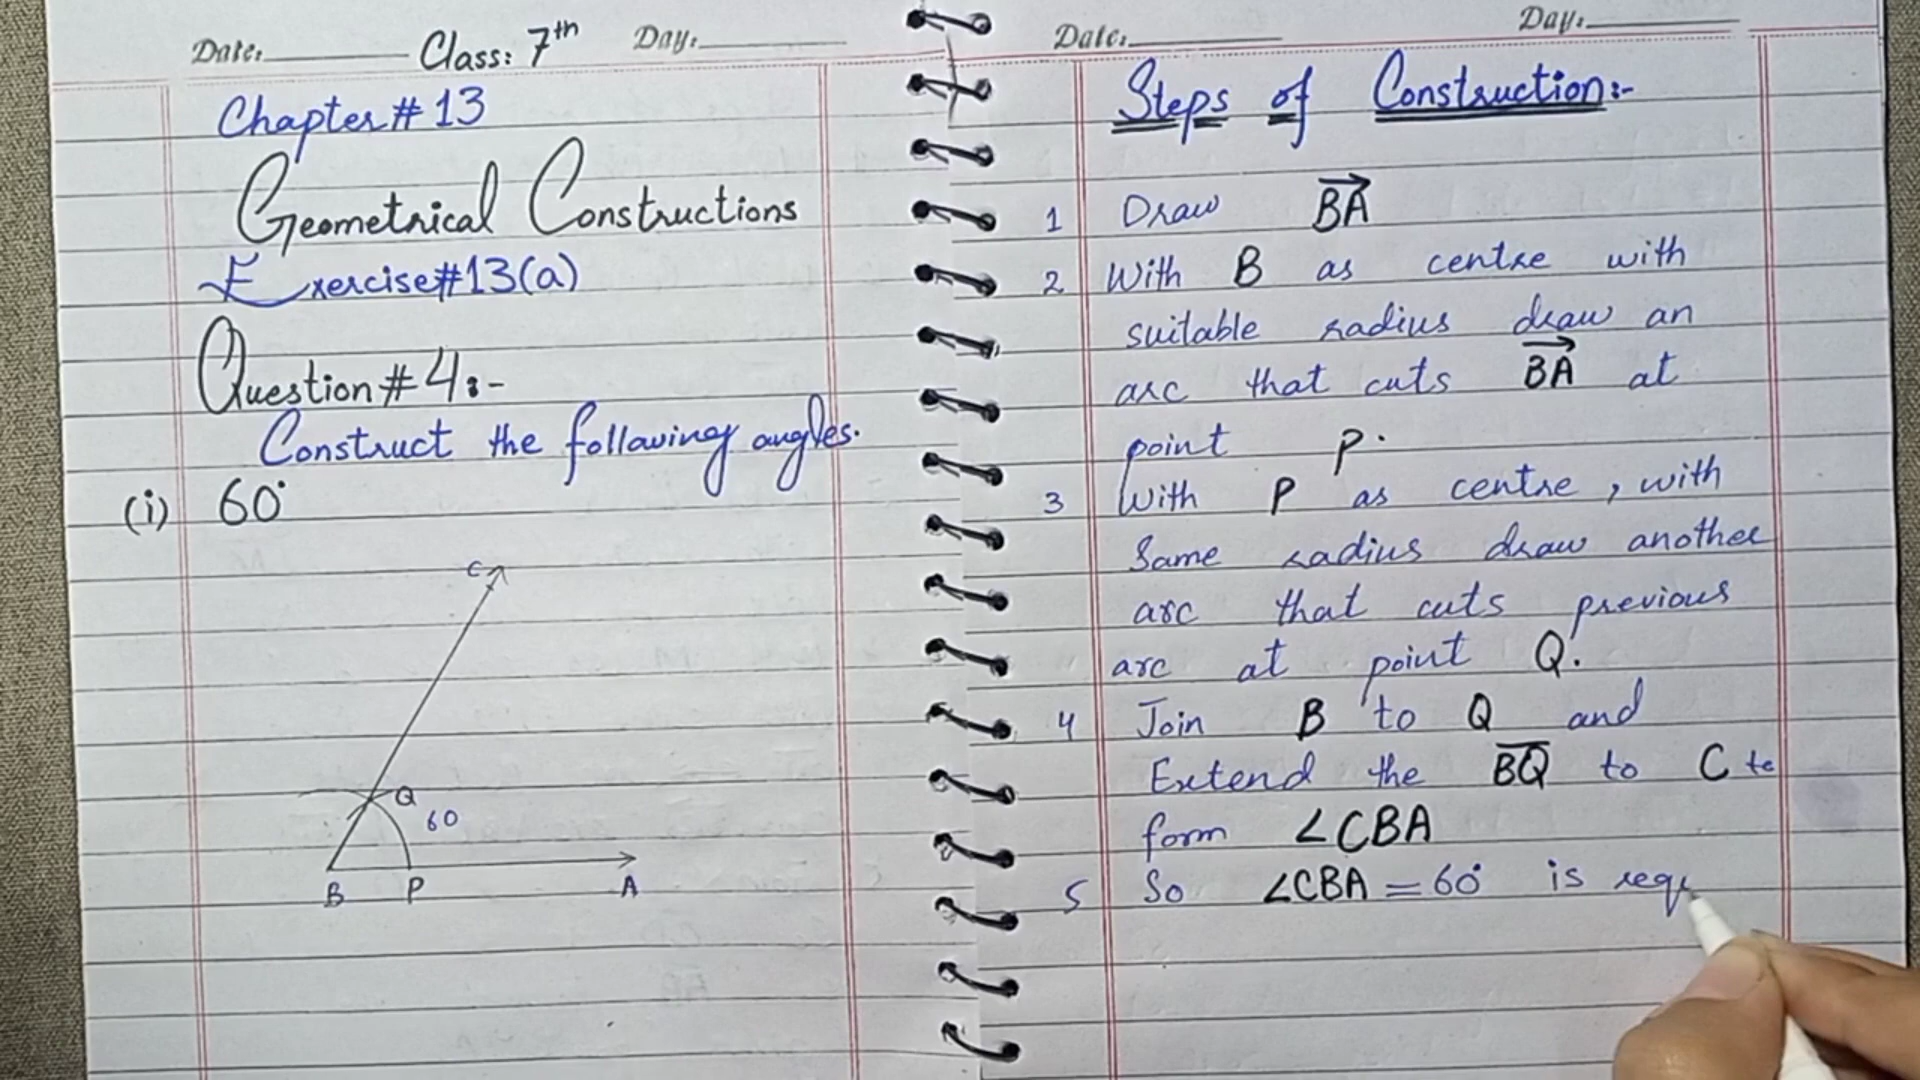 Date: Class: 7th Day:
Chapter# 13
Geometrical Constructions
Exercise#13(a)
Question#4:-
Construct the following angles.
(i) 60°
C
Q
60
B P A
Date: Day:
Steps of Construction:-
1 Draw BA
2 With B as centre with
suitable radius draw an
arc that cuts BA at
point P.
3 With P as centre, with
Same radius draw another
arc that cuts previous
arc at point Q.
4 Join B to Q and
Extend the BQ to C to
form ∠CBA
5 So ∠CBA = 60° is requ